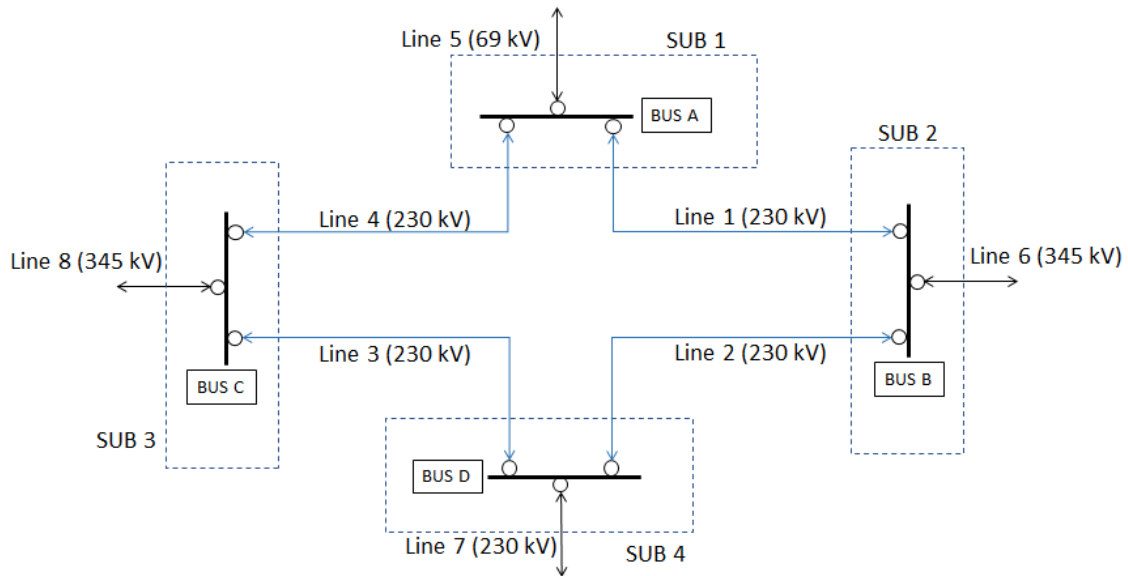 Line 5 (69 kV)
SUB 1
BUS A
SUB 2
Line 4 (230 kV)
Line 1 (230 kV)
Line 8 (345 kV)
Line 6 (345 kV)
Line 3 (230 kV)
Line 2 (230 kV)
BUS C
BUS B
SUB 3
BUS D
Line 7 (230 kV)
SUB 4